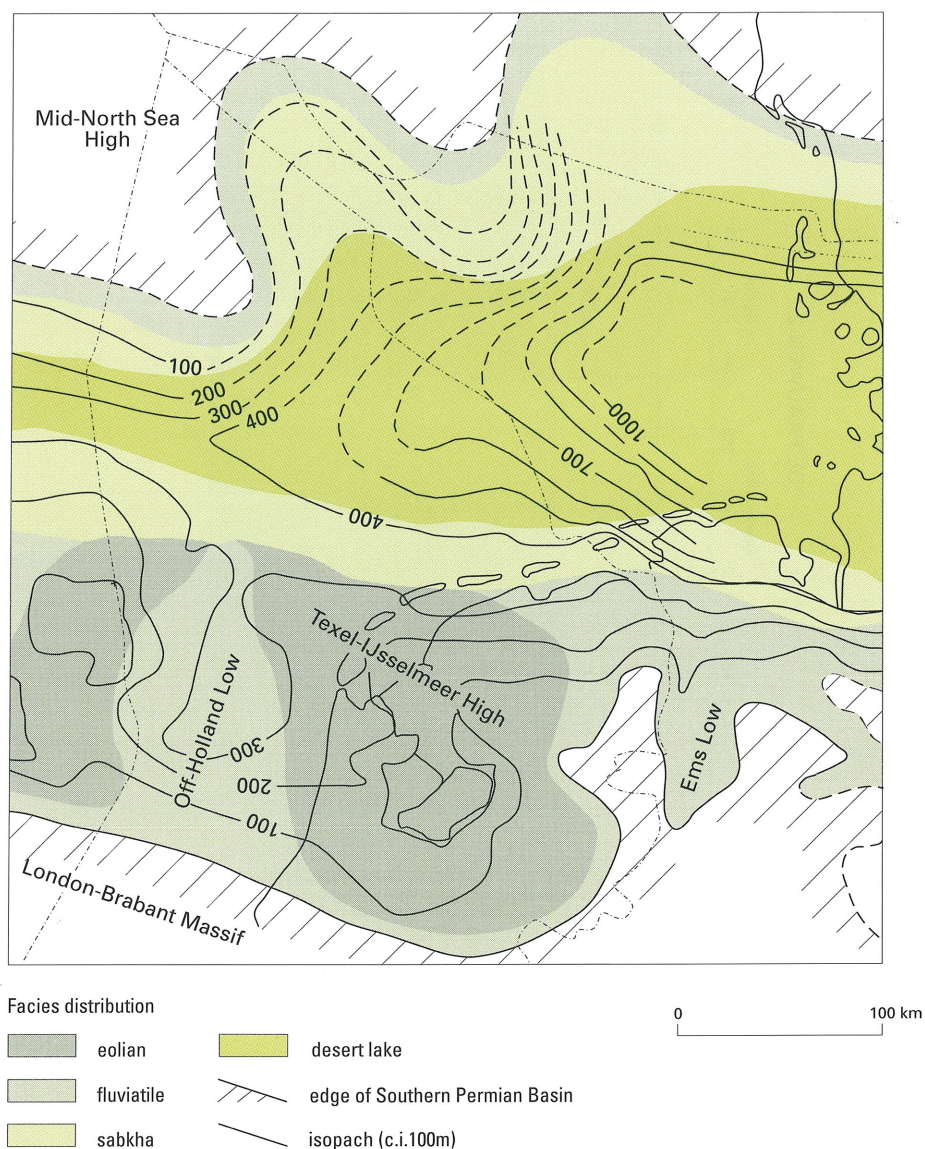 Mid-North Sea
High
100
200
300
400
1000
700
400
Texel-IJsselmeer High
Off-Holland Low
Ems Low
300
200
100
London-Brabant Massif
Facies distribution
0
100 km
eolian
desert lake
fluviatile
edge of Southern Permian Basin
sabkha
isopach (c.i.100m)